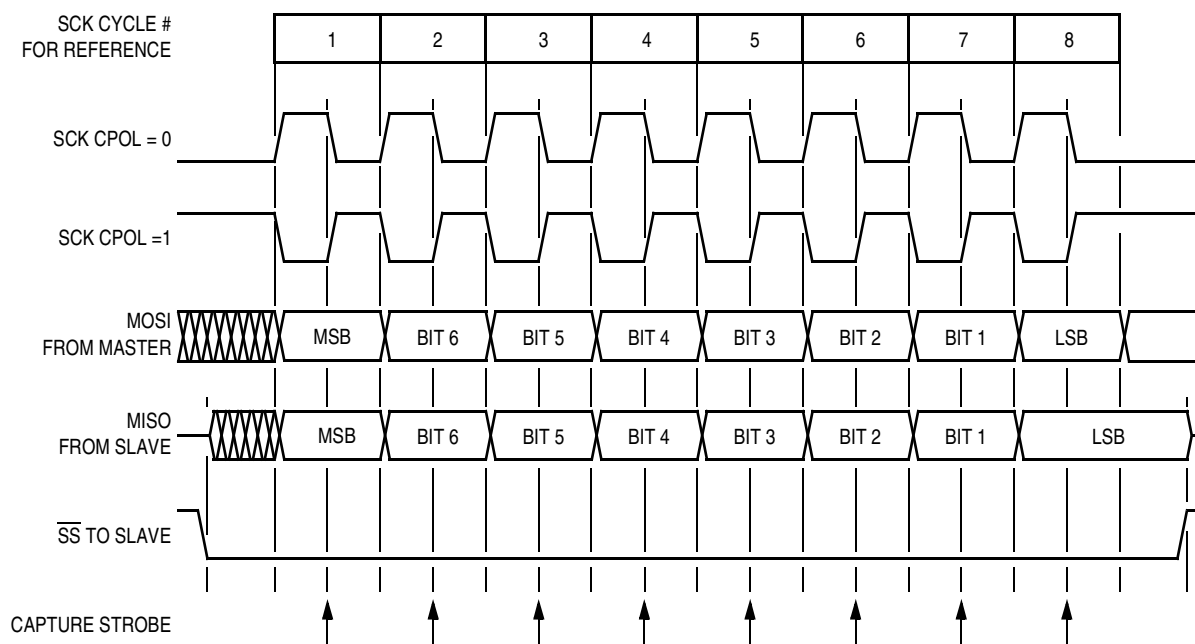 SCK CYCLE #
FOR REFERENCE
1 2 3 4 5 6 7 8
SCK CPOL = 0
SCK CPOL =1
MOSI
FROM MASTER
MSB BIT 6 BIT 5 BIT 4 BIT 3 BIT 2 BIT 1 LSB
MISO
FROM SLAVE
MSB BIT 6 BIT 5 BIT 4 BIT 3 BIT 2 BIT 1 LSB
S̅S̅ TO SLAVE
CAPTURE STROBE